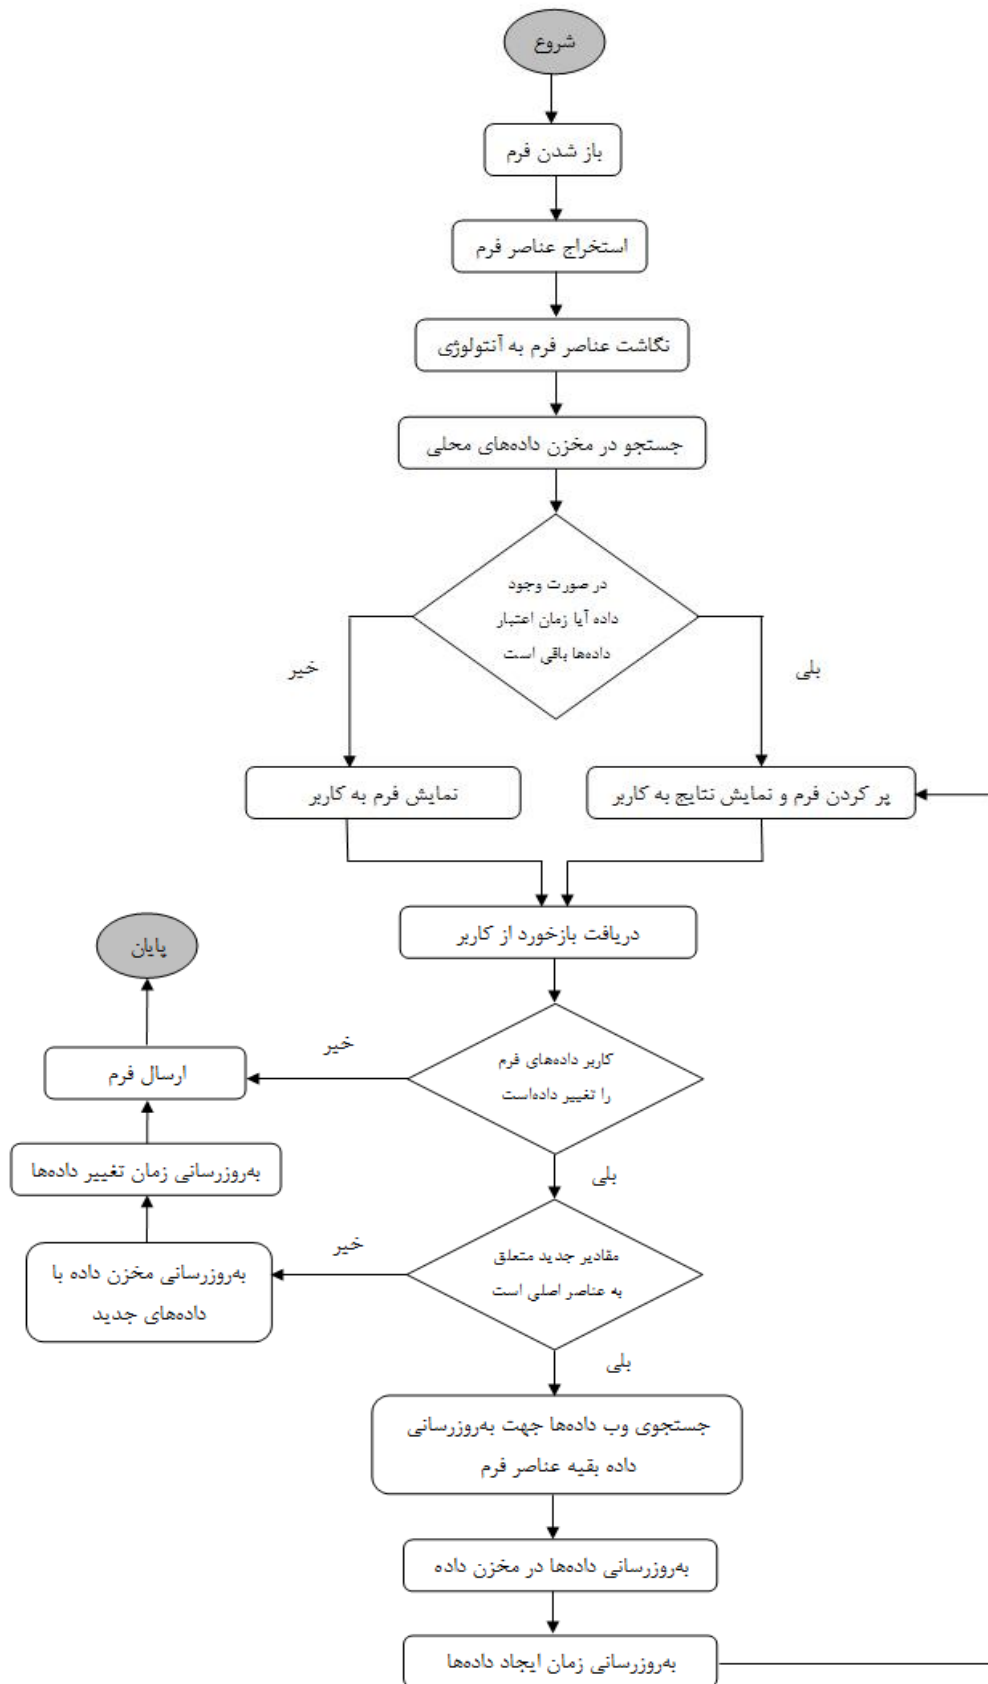 شروع
باز شدن فرم
استخراج عناصر فرم
نگاشت عناصر فرم به آنتولوژی
جستجو در مخزن داده‌های محلی
در صورت وجود
داده آیا زمان اعتبار
داده‌ها باقی است
بلی
خیر
پر کردن فرم و نمایش نتایج به کاربر
نمایش فرم به کاربر
دریافت بازخورد از کاربر
پایان
کاربر داده‌های فرم
را تغییر داده‌است
خیر
ارسال فرم
به‌روزرسانی زمان تغییر داده‌ها
بلی
مقادیر جدید متعلق
به عناصر اصلی است
خیر
به‌روزرسانی مخزن داده با
داده‌های جدید
بلی
جستجوی وب داده‌ها جهت به‌روزرسانی
داده بقیه عناصر فرم
به‌روزرسانی داده‌ها در مخزن داده
به‌روزرسانی زمان ایجاد داده‌ها